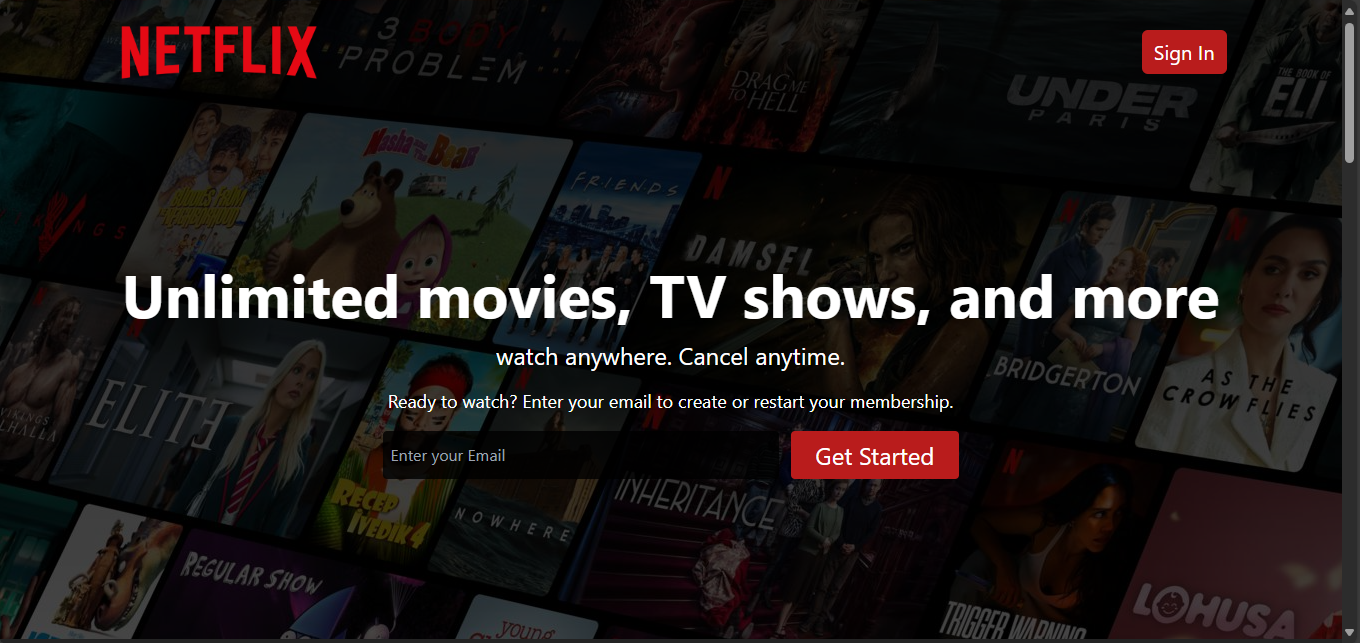 NETFLIX
3 BODY
PROBLEM
Sign In
DRAG ME
TO HELL
UNDER
PARIS
THE BOOK OF
ELI
Masha and the Bear
FRIENDS
VIKINGS
DAMSEL
Unlimited movies, TV shows, and more
watch anywhere. Cancel anytime.
BRIDGERTON
AS THE
CROW FLIES
ELITE
VIKINGS
VALHALLA
Ready to watch? Enter your email to create or restart your membership.
Enter your Email
Get Started
RECEP
İVEDİK 4
NOWHERE
INHERITANCE
REGULAR SHOW
TRIGGER WARNING
LOHUSA
young